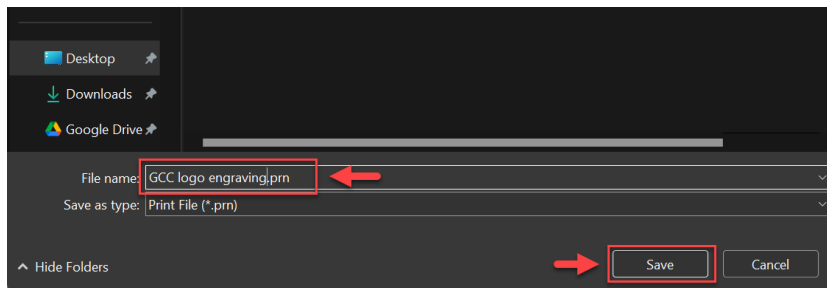 Desktop
Downloads
Google Drive
File name: GCC logo engraving.prn
Save as type: Print File (*.prn)
Hide Folders Save Cancel